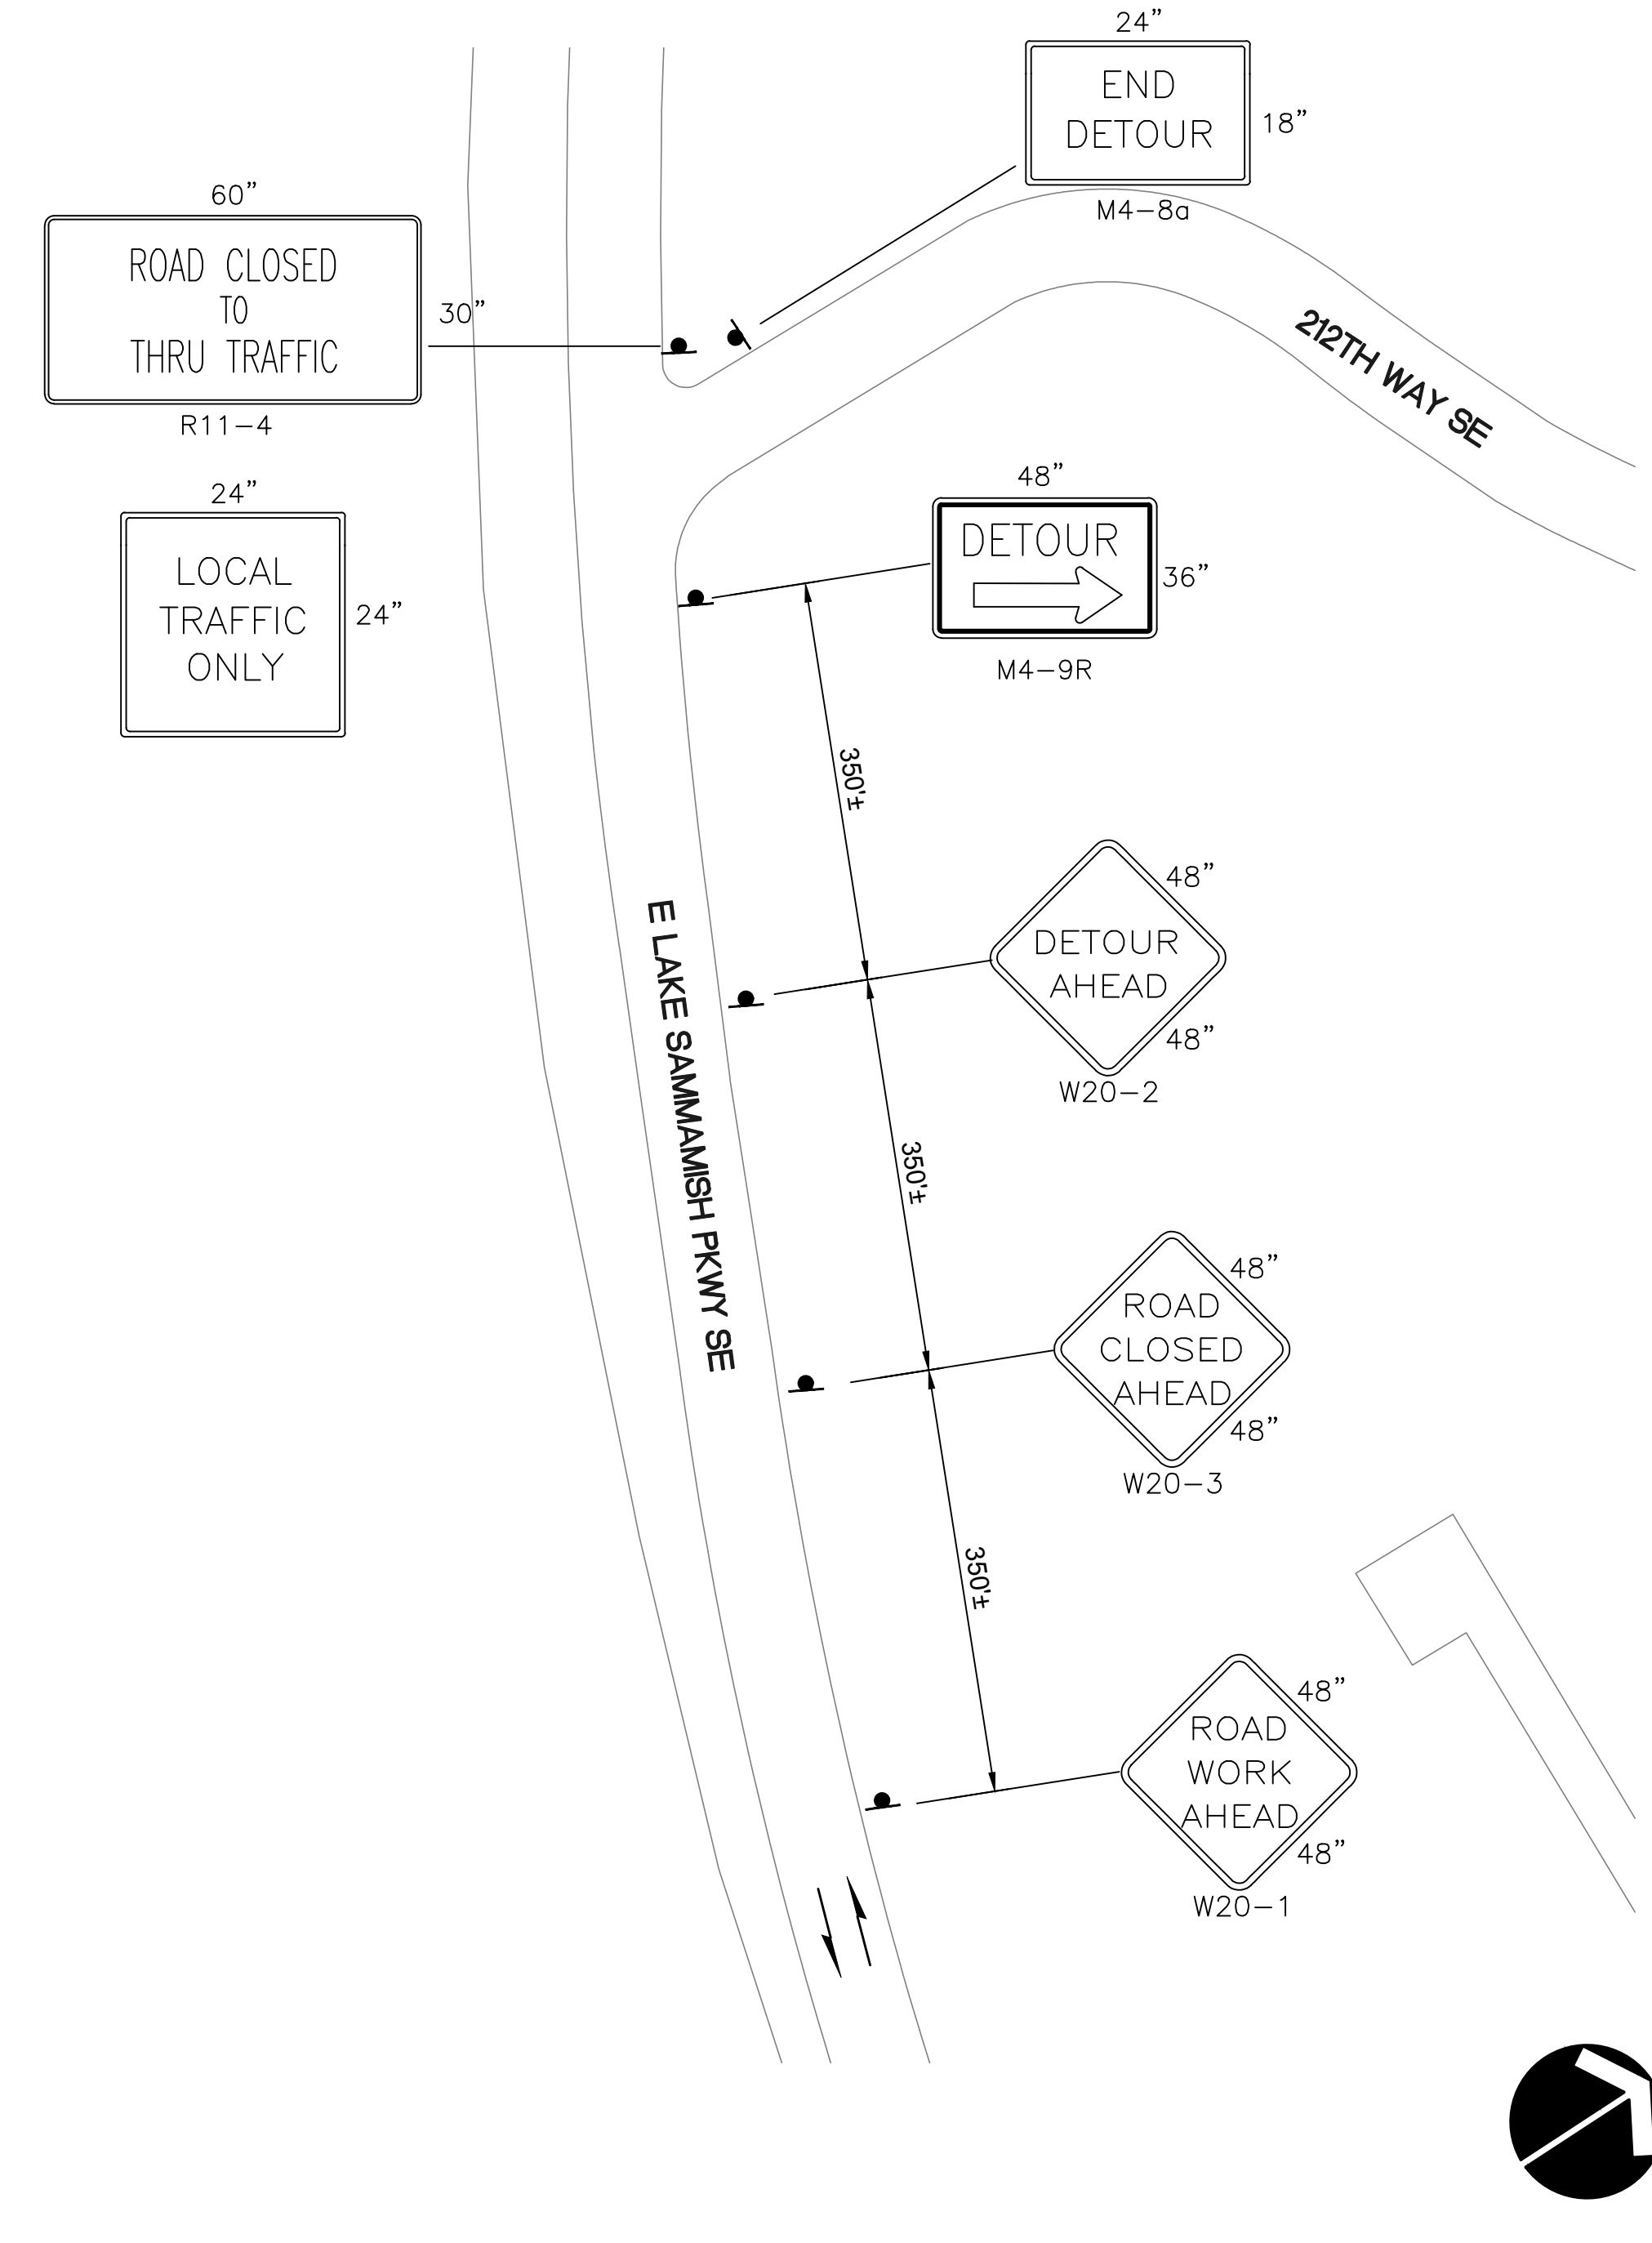 24”
END
DETOUR
18”
M4-8a
60”
ROAD CLOSED
TO
THRU TRAFFIC
30”
R11-4
212TH WAY SE
24”
LOCAL
TRAFFIC
ONLY
24”
48”
DETOUR
36”
M4-9R
350'±
48”
DETOUR
AHEAD
48”
W20-2
E LAKE SAMMAMISH PKWY SE
350'±
48”
ROAD
CLOSED
AHEAD
48”
W20-3
350'±
48”
ROAD
WORK
AHEAD
48”
W20-1